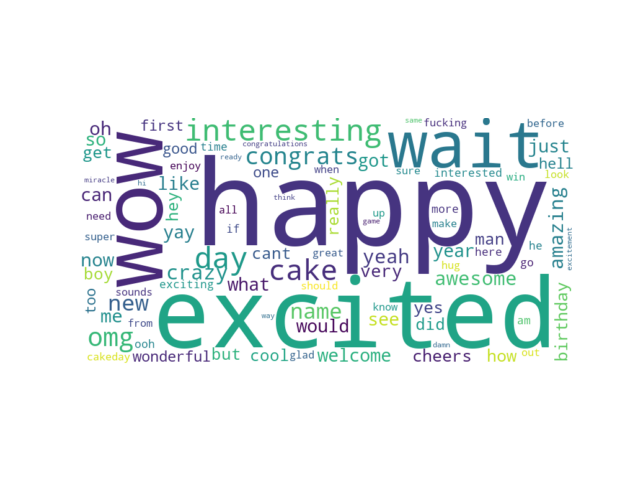 oh first interesting wait same fucking before
so good time congratulations just
get enjoy ready congrats got sure interested win hell look
wow happy
miracle hi like one when think
can hey all really up more amazing
need yay if game make
super now day cant great yeah year man here he excitement
boy crazy what cake very hug go awesome
too sounds exciting excited should birthday
new name know yes
me from way would see did am
omg ooh damn
cakeday wonderful but cool glad welcome cheers how out